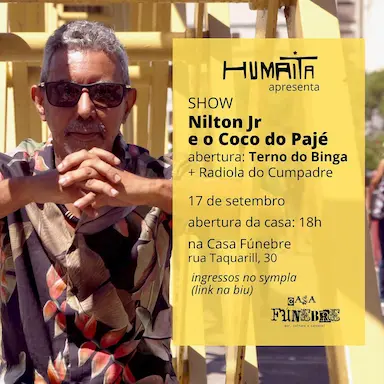 HUMAITA
apresenta
SHOW
Nilton Jr
e o Coco do Pajé
abertura: Terno do Binga
+ Radiola do Cumpadre
17 de setembro
abertura da casa: 18h
na Casa Fúnebre
rua Taquarill, 30
ingressos no sympla
(link na biu)
CASA
FÚNEBRE